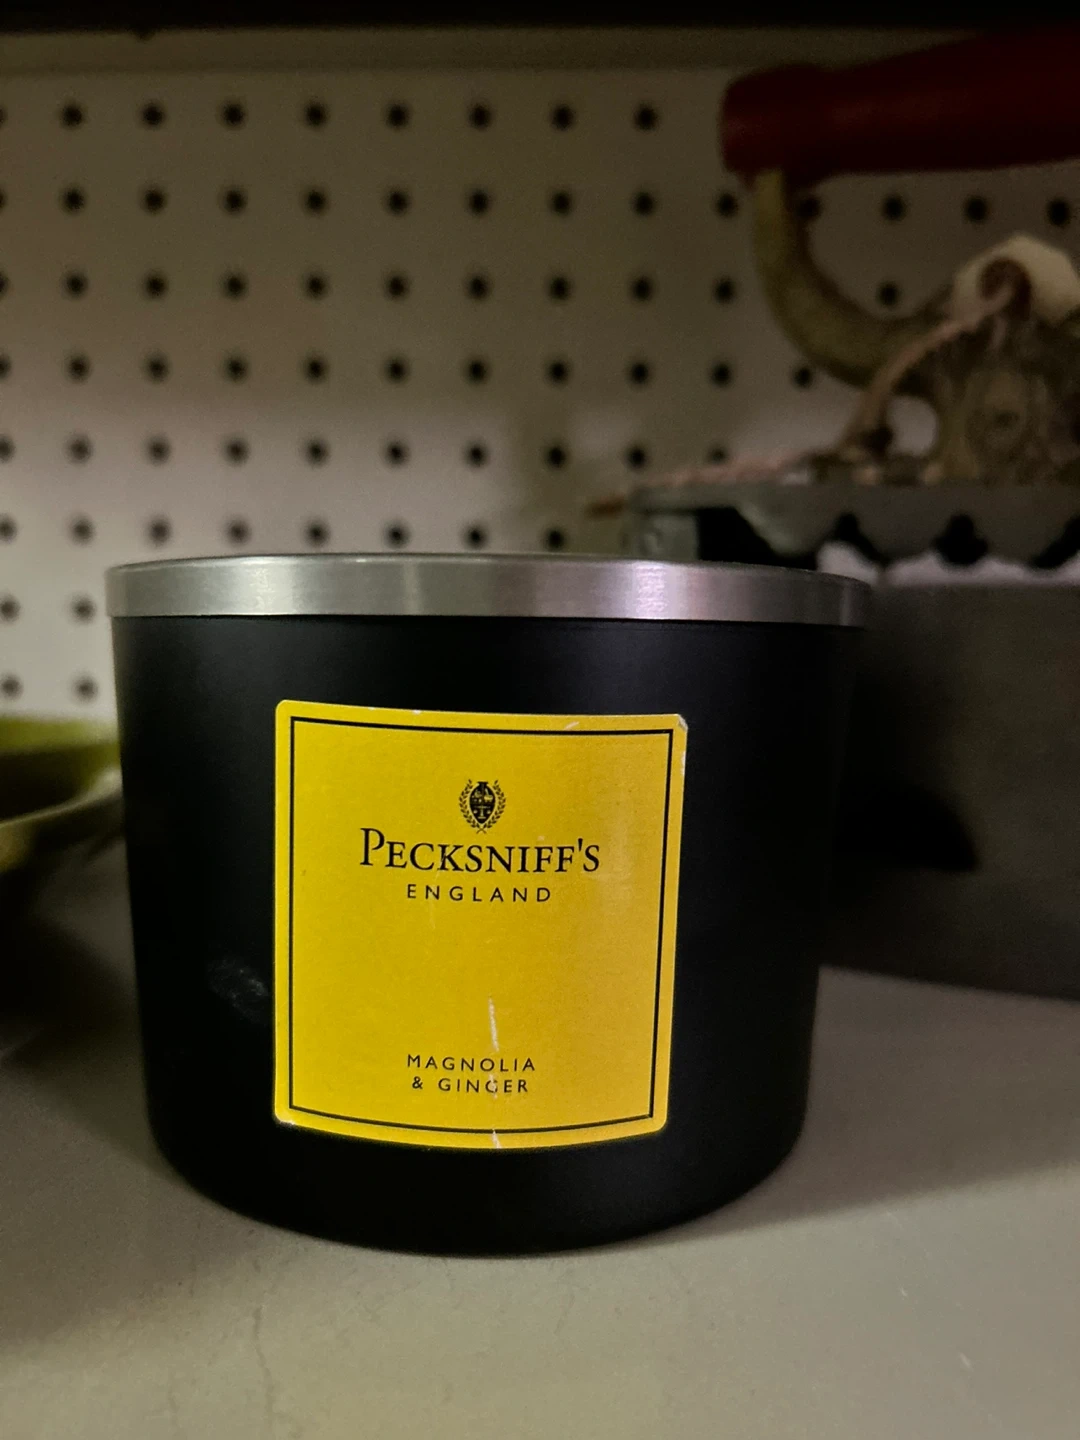 PECKSNIFF'S
ENGLAND
MAGNOLIA
& GINGER